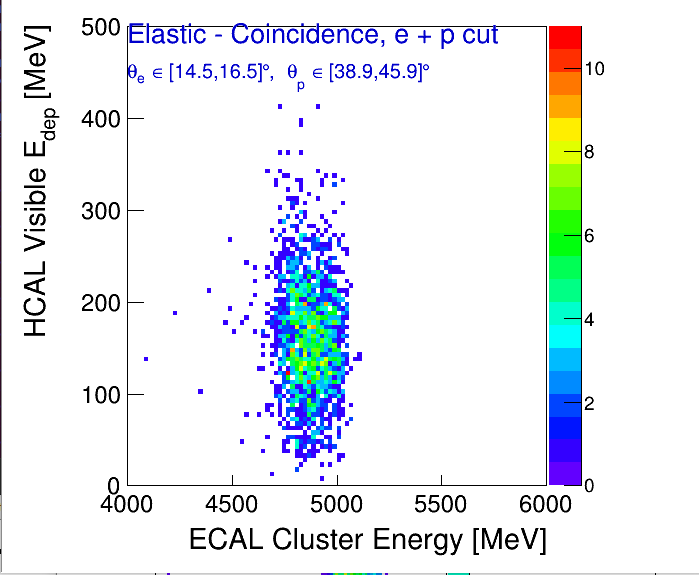 Elastic - Coincidence, e + p cut
θe ∈ [14.5,16.5]°, θp ∈ [38.9,45.9]°
HCAL Visible Edep [MeV]
500
400
300
200
100
0
4000 4500 5000 5500 6000
ECAL Cluster Energy [MeV]
10
8
6
4
2
0